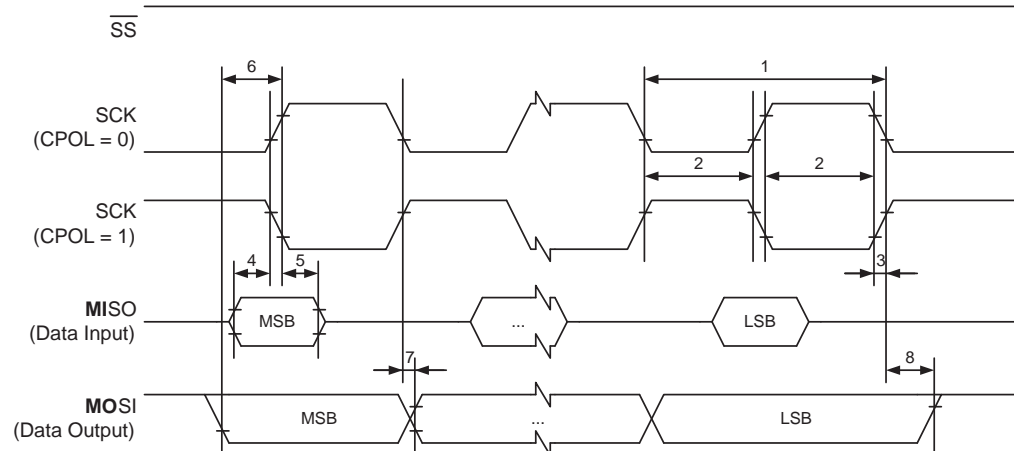 SS
6
1
SCK
(CPOL = 0)
2
2
SCK
(CPOL = 1)
4
5
3
MISO
(Data Input)
MSB
...
LSB
7
8
MOSI
(Data Output)
MSB
...
LSB